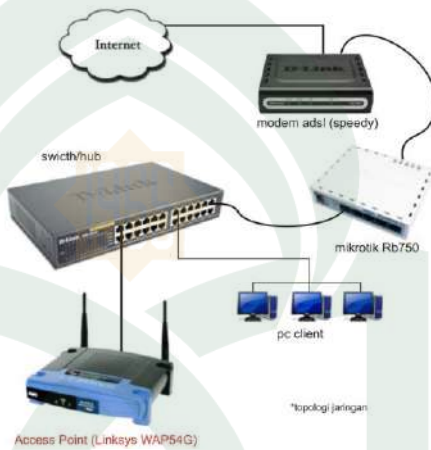 Internet
D-Link
modem adsl (speedy)
swicth/hub
D-Link
mikrotik Rb750
pc client
*topologi jaringan
Access Point (Linksys WAP54G)